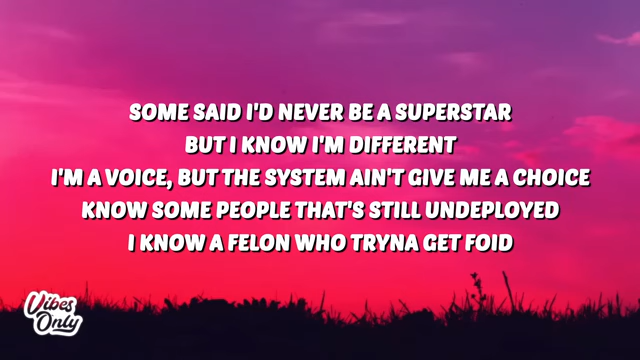 SOME SAID I'D NEVER BE A SUPERSTAR
BUT I KNOW I'M DIFFERENT
I'M A VOICE, BUT THE SYSTEM AIN'T GIVE ME A CHOICE
KNOW SOME PEOPLE THAT'S STILL UNDEPLOYED
I KNOW A FELON WHO TRYNA GET FOID
Vibes
Only